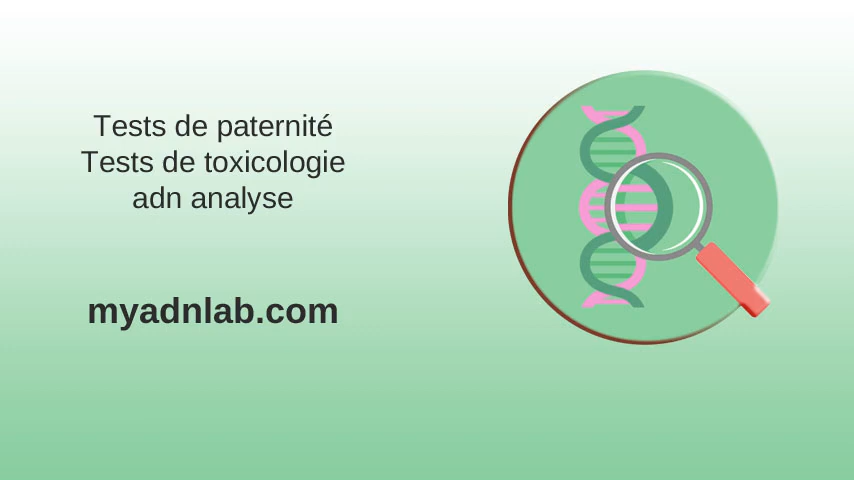 Tests de paternité
Tests de toxicologie
adn analyse
myadnlab.com